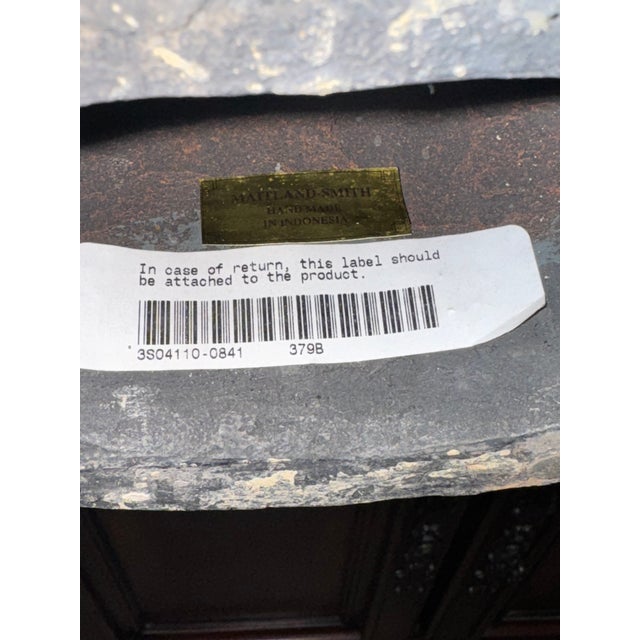 MAITLAND-SMITH
HAND MADE
IN INDONESIA
In case of return, this label should
be attached to the product.
3S04110-0841 379B